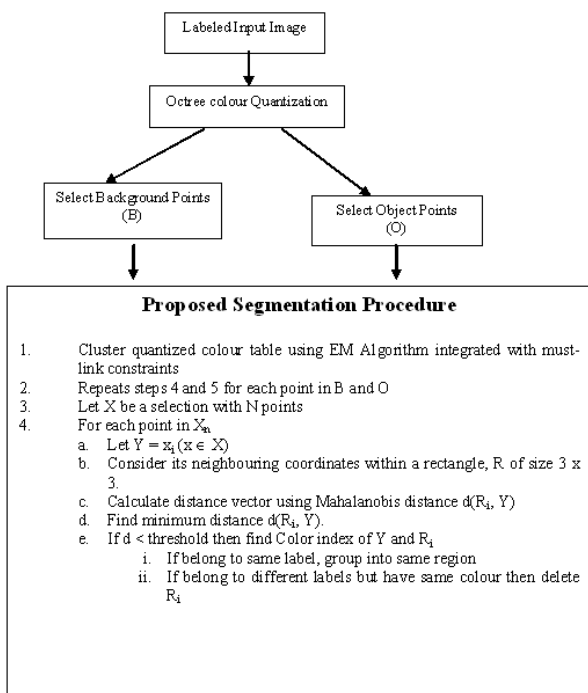 Labeled Input Image
Octree colour Quantization
Select Background Points
(B)
Select Object Points
(O)
Proposed Segmentation Procedure
1. Cluster quantized colour table using EM Algorithm integrated with must-
link constraints
2. Repeats steps 4 and 5 for each point in B and O
3. Let X be a selection with N points
4. For each point in Xn
a. Let Y = xi (x ∈ X)
b. Consider its neighbouring coordinates within a rectangle, R of size 3 x
3.
c. Calculate distance vector using Mahalanobis distance d(Ri, Y)
d. Find minimum distance d(Ri, Y).
e. If d < threshold then find Color index of Y and Ri
i. If belong to same label, group into same region
ii. If belong to different labels but have same colour then delete
Ri